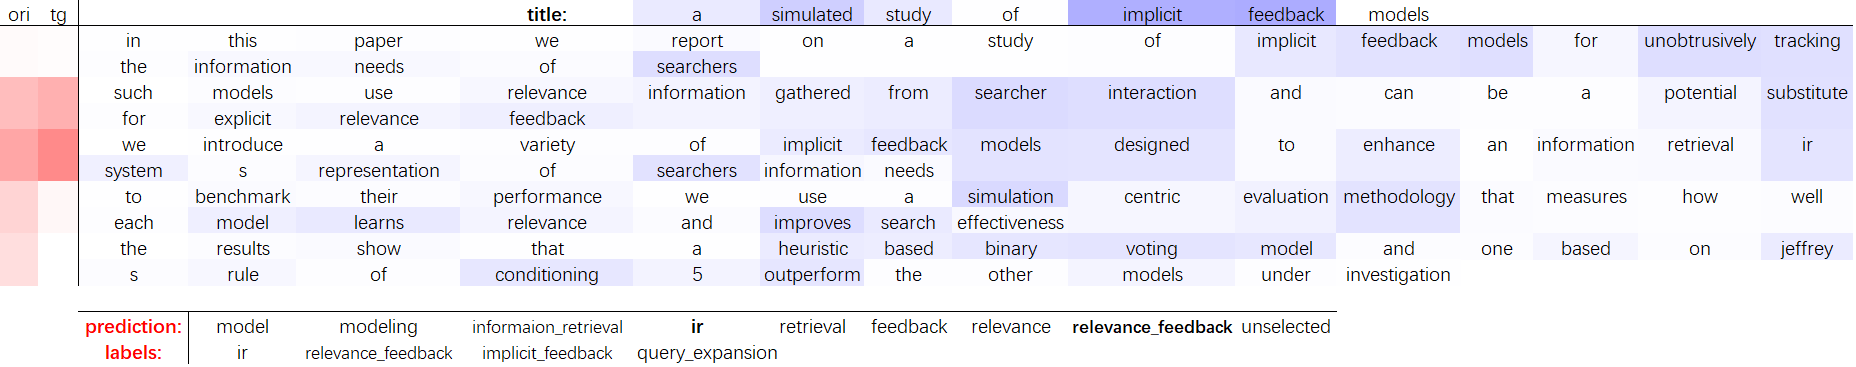 ori tg title: a simulated study of implicit feedback models
in this paper we report on a study of implicit feedback models for unobtrusively tracking
the information needs of searchers
such models use relevance information gathered from searcher interaction and can be a potential substitute
for explicit relevance feedback
we introduce a variety of implicit feedback models designed to enhance an information retrieval ir
system s representation of searchers information needs
to benchmark their performance we use a simulation centric evaluation methodology that measures how well
each model learns relevance and improves search effectiveness
the results show that a heuristic based binary voting model and one based on jeffrey
s rule of conditioning 5 outperform the other models under investigation
prediction: model modeling informaion_retrieval ir retrieval feedback relevance relevance_feedback unselected
labels: ir relevance_feedback implicit_feedback query_expansion